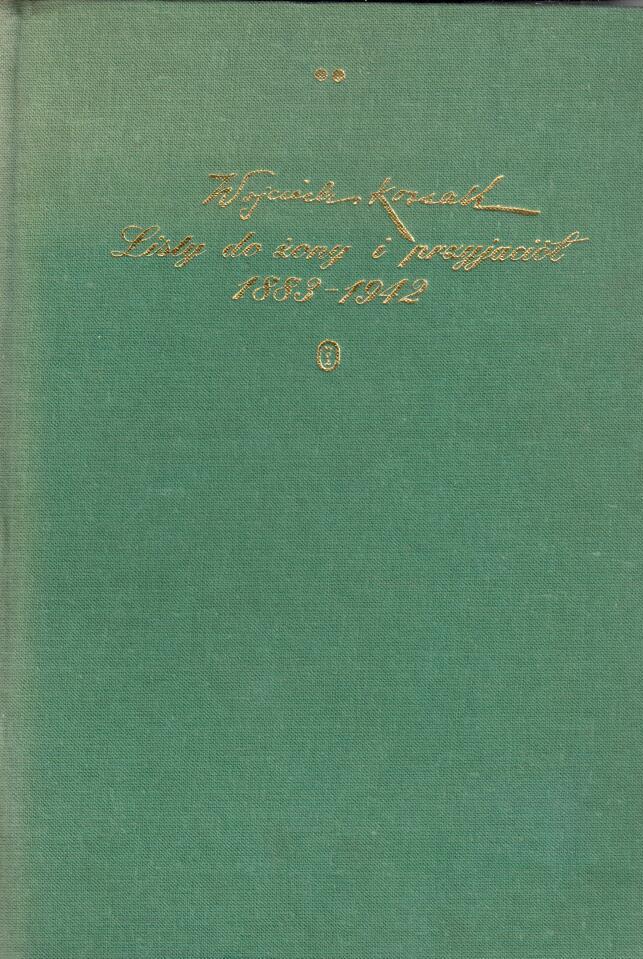 Wojciech Kossak
Listy do żony i przyjaciół
1883-1942